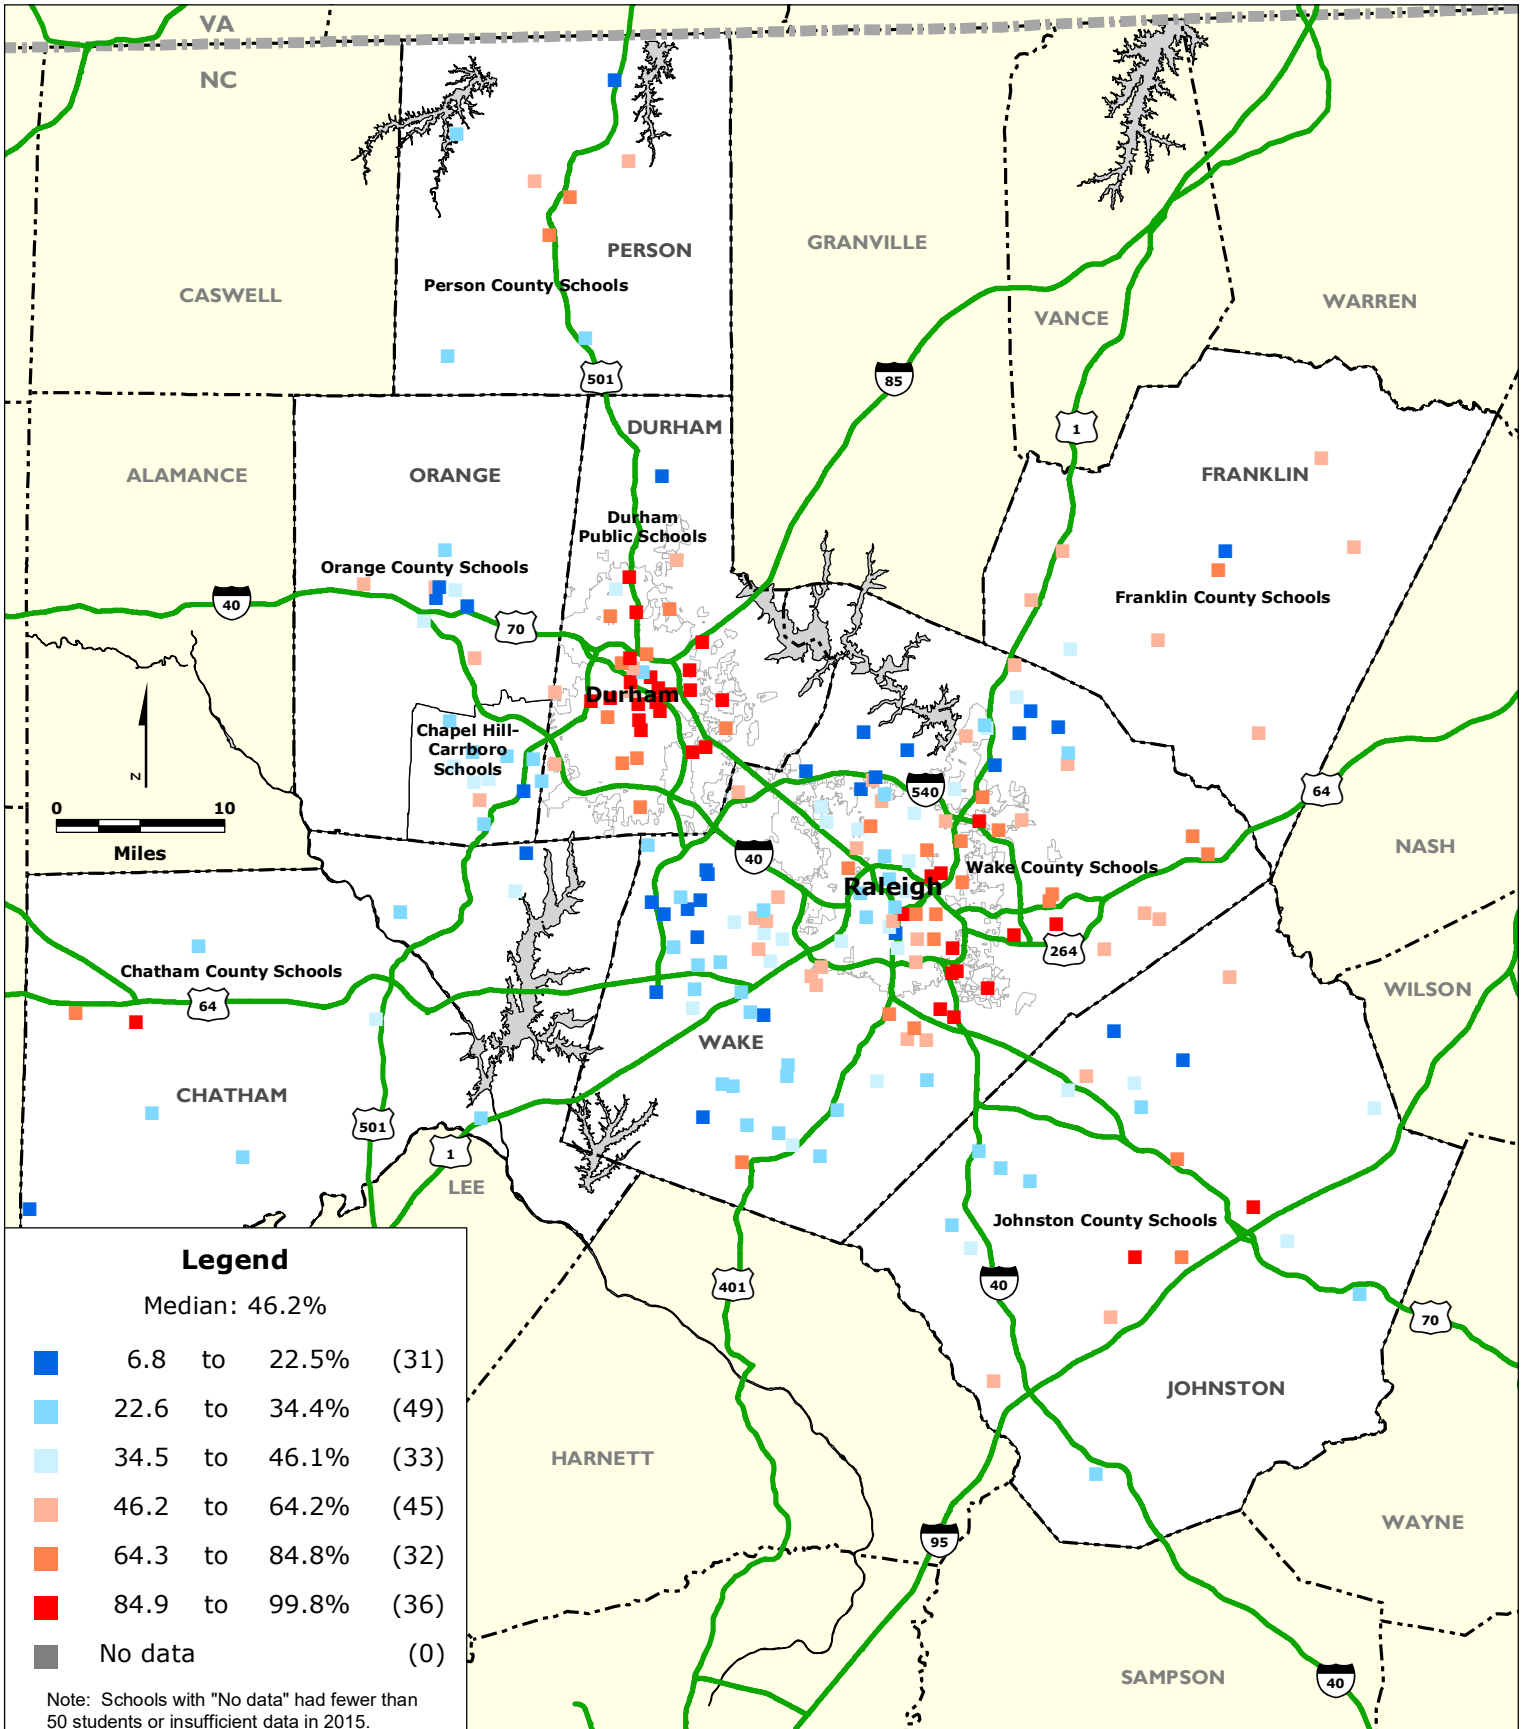 VA
NC
PERSON
GRANVILLE
Person County Schools
CASWELL
WARREN
VANCE
501
85
1
DURHAM
ALAMANCE
ORANGE
FRANKLIN
Durham
Public Schools
Orange County Schools
40
Franklin County Schools
70
Durham
Chapel Hill-
Carrboro
Schools
N
0 10
Miles
540
64
40
Wake County Schools
NASH
Raleigh
264
Chatham County Schools
64
WILSON
WAKE
CHATHAM
501
1
LEE
Johnston County Schools
401
40
70
JOHNSTON
HARNETT
WAYNE
95
SAMPSON
40
Legend
Median: 46.2%
6.8 to 22.5% (31)
22.6 to 34.4% (49)
34.5 to 46.1% (33)
46.2 to 64.2% (45)
64.3 to 84.8% (32)
84.9 to 99.8% (36)
No data (0)
Note: Schools with "No data" had fewer than
50 students or insufficient data in 2015.